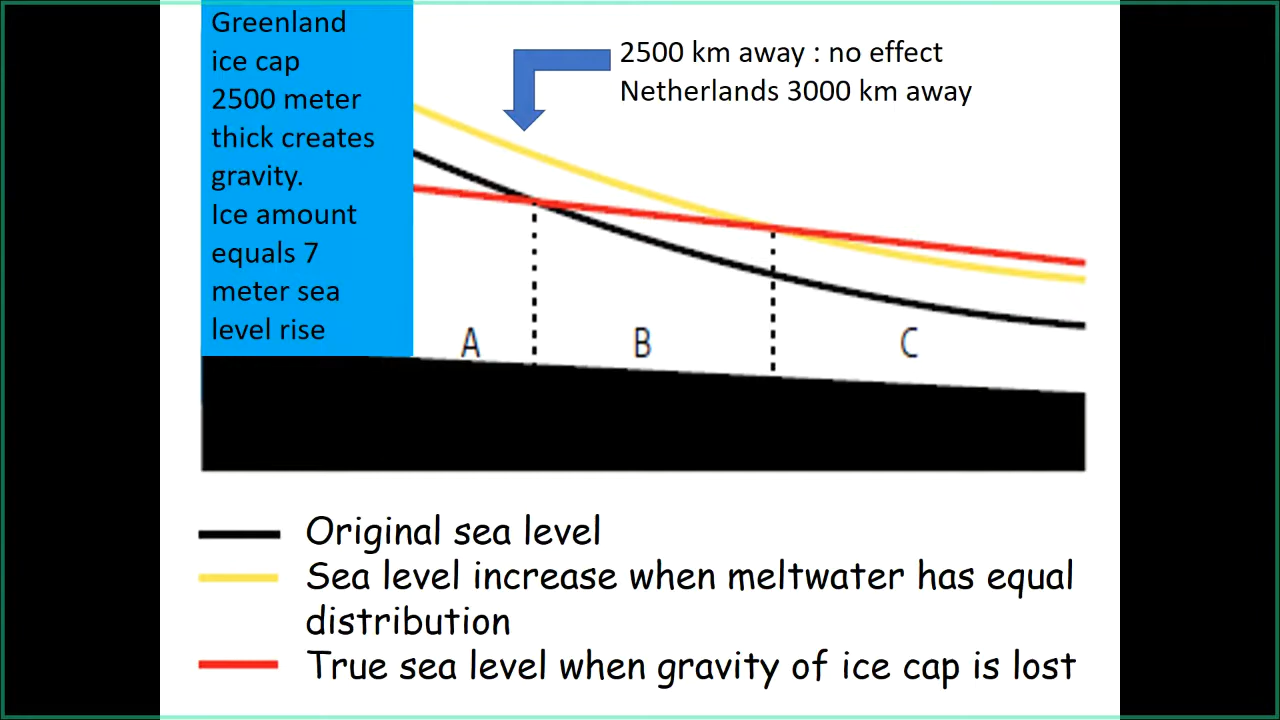 Greenland
ice cap
2500 meter
thick creates
gravity.
Ice amount
equals 7
meter sea
level rise
2500 km away : no effect
Netherlands 3000 km away
A
B
C
Original sea level
Sea level increase when meltwater has equal
distribution
True sea level when gravity of ice cap is lost